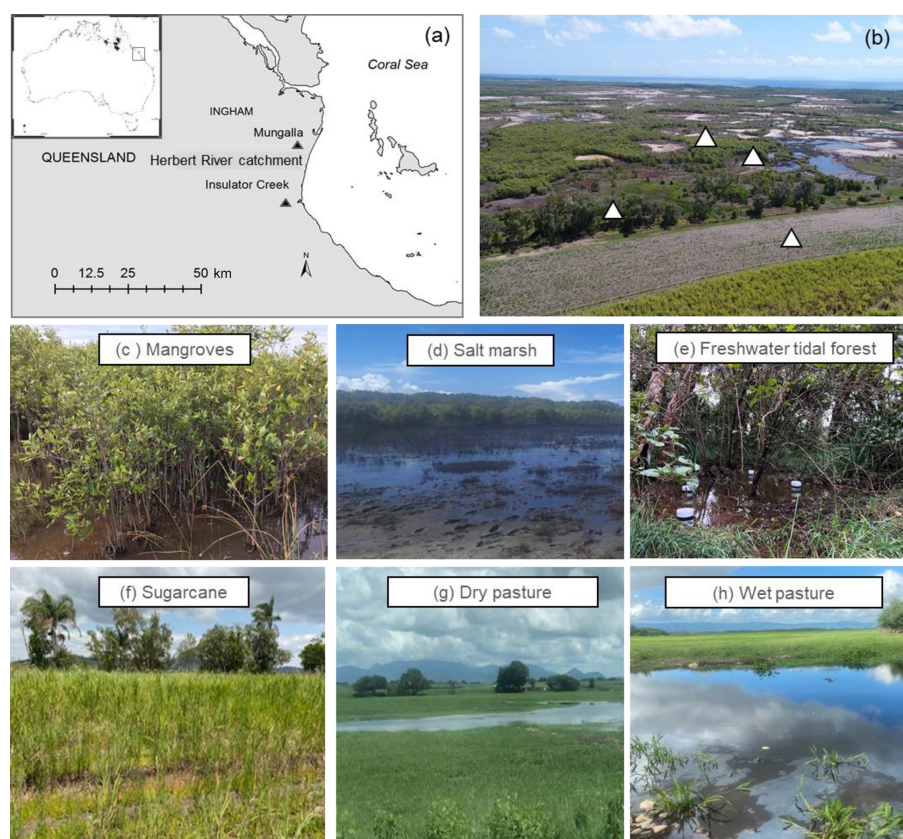 (a)
Coral Sea
INGHAM
Mungalla
QUEENSLAND
Herbert River catchment
Insulator Creek
N
0 12.5 25 50 km
(b)
(c ) Mangroves
(d) Salt marsh
(e) Freshwater tidal forest
(f) Sugarcane
(g) Dry pasture
(h) Wet pasture